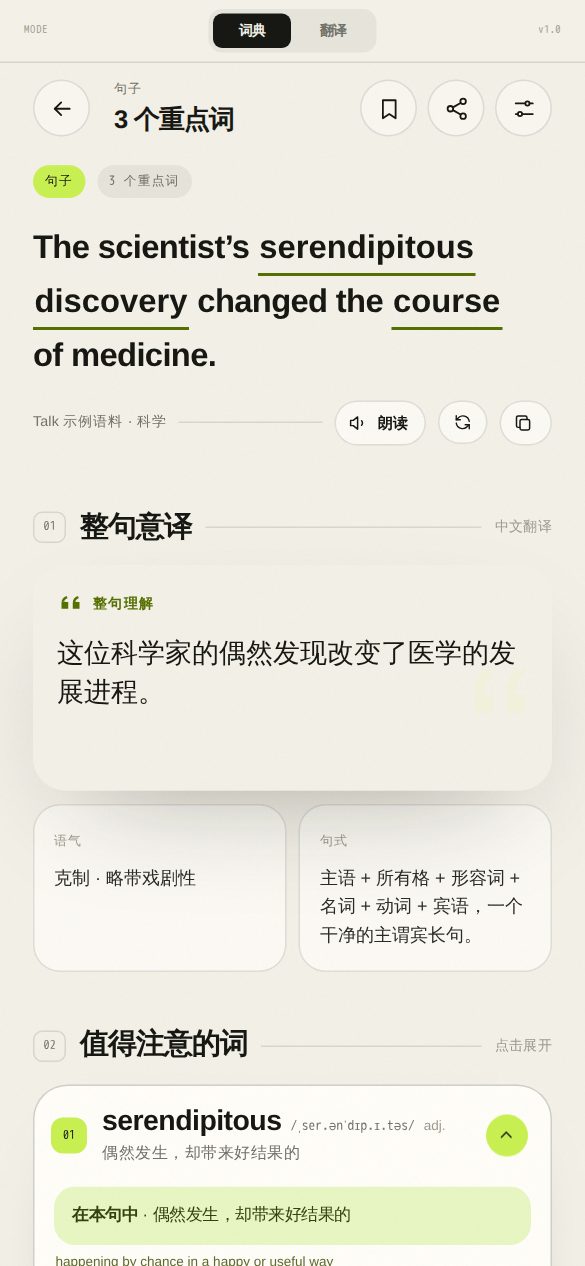 MODE
词典
翻译
v1.0
句子
3 个重点词
句子
3 个重点词
The scientist’s serendipitous
discovery changed the course
of medicine.
Talk 示例语料 · 科学
朗读
01
整句意译
中文翻译
整句理解
这位科学家的偶然发现改变了医学的发
展进程。
语气
克制 · 略带戏剧性
句式
主语 + 所有格 + 形容词 +
名词 + 动词 + 宾语，一个
干净的主谓宾长句。
02
值得注意的词
点击展开
01
serendipitous /ˌser.ənˈdɪp.ɪ.təs/ adj.
偶然发生，却带来好结果的
在本句中 · 偶然发生，却带来好结果的
happening by chance in a happy or useful way